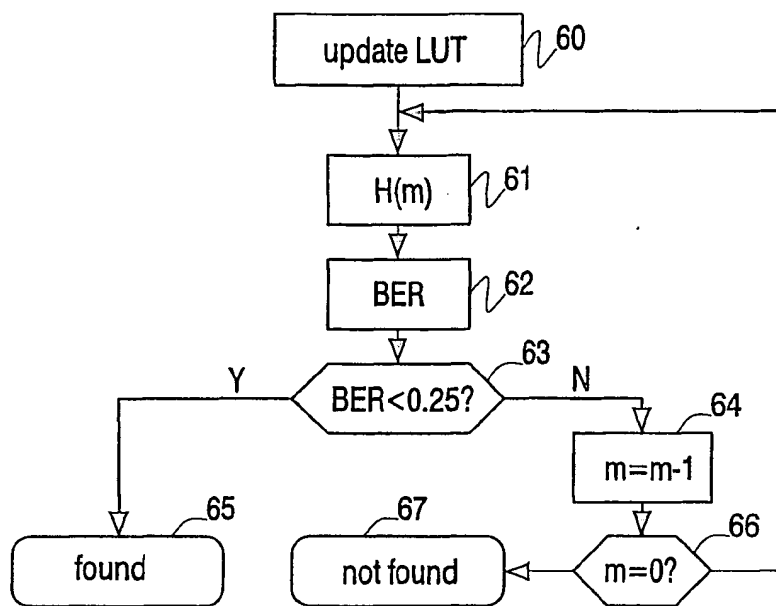 update LUT
60
H(m)
61
BER
62
63
Y
BER<0.25?
N
64
m=m-1
65
found
67
not found
66
m=0?